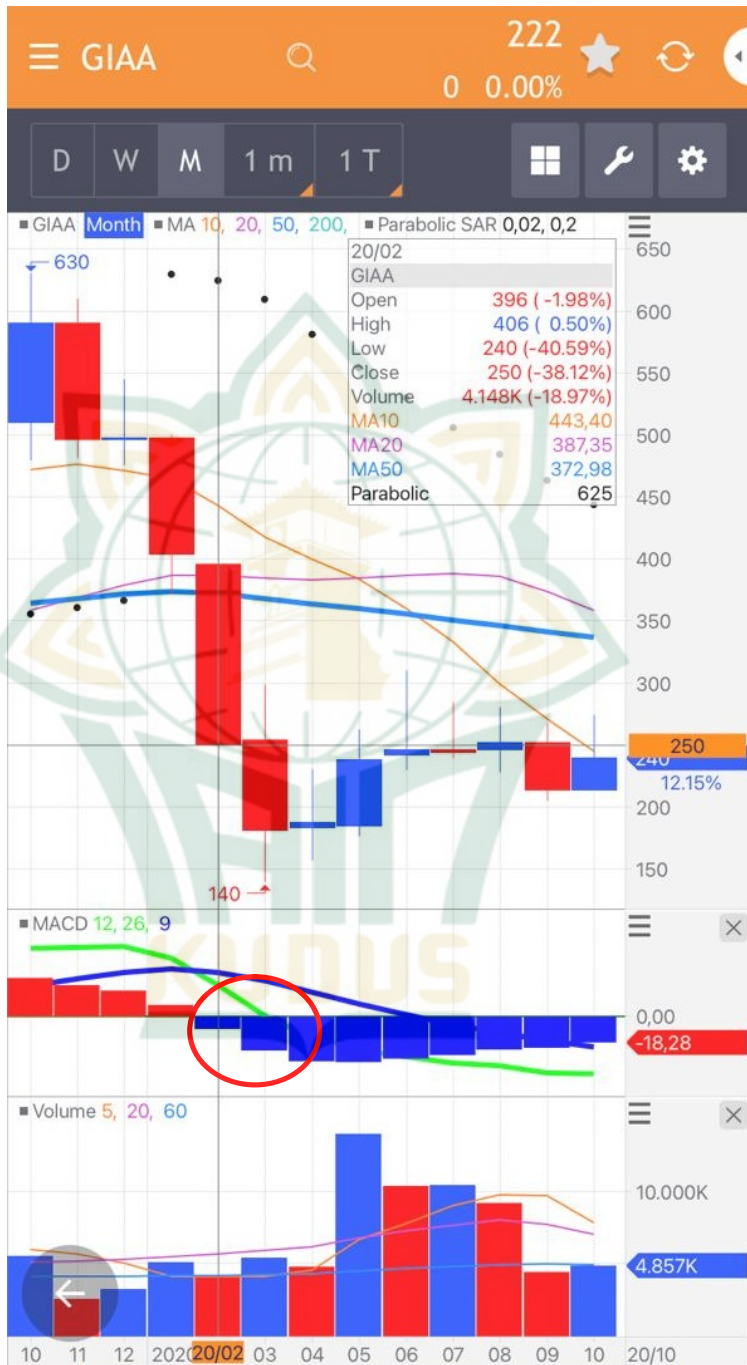 GIAA 222
0 0.00%
D W M 1 m 1 T
GIAA Month MA 10, 20, 50, 200, Parabolic SAR 0,02, 0,2
630
20/02
GIAA
Open 396 ( -1.98%)
High 406 ( 0.50%)
Low 240 (-40.59%)
Close 250 (-38.12%)
Volume 4.148K (-18.97%)
MA10 443,40
MA20 387,35
MA50 372,98
Parabolic 625
650
600
550
500
450
400
350
300
250
240
12.15%
200
150
140
KUDUS
MACD 12, 26, 9
0,00
-18,28
Volume 5, 20, 60
10.000K
4.857K
10 11 12 2020 20/02 03 04 05 06 07 08 09 10 20/10